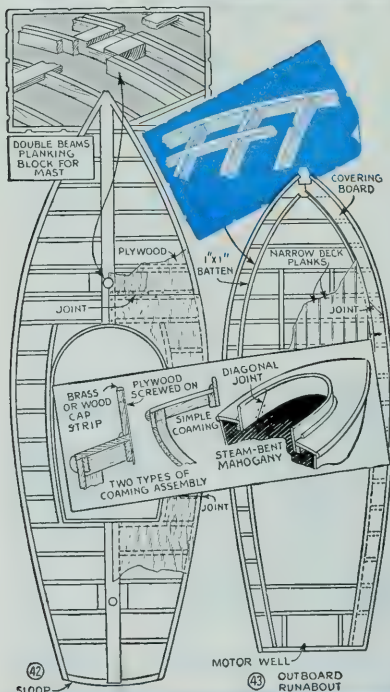 DOUBLE BEAMS
PLANKING
BLOCK FOR
MAST
COVERING
BOARD
PLYWOOD
1"X1"
BATTEN
NARROW DECK
PLANKS
JOINT
JOINT
BRASS
OR WOOD
CAP
STRIP
PLYWOOD
SCREWED ON
SIMPLE
COAMING
DIAGONAL
JOINT
STEAM-BENT
MAHOGANY
TWO TYPES OF
COAMING ASSEMBLY
JOINT
MOTOR WELL
42
SLOOP
43 OUTBOARD
RUNABOUT